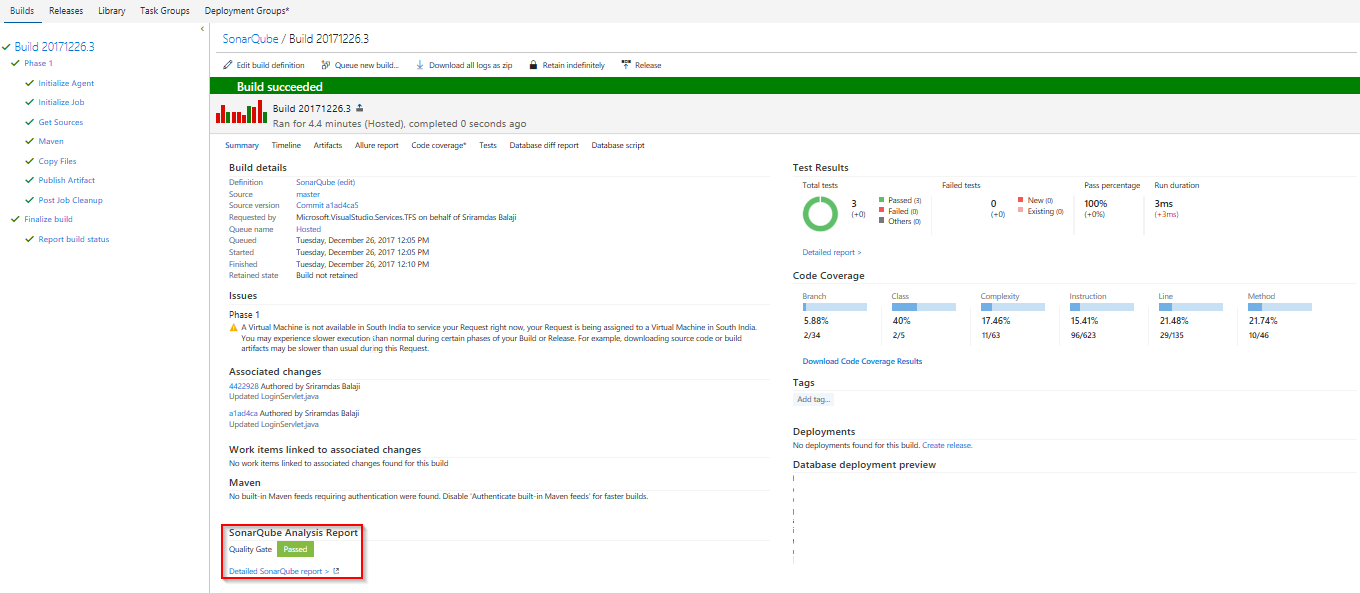 Builds Releases Library Task Groups Deployment Groups*
Build 20171226.3
Phase 1
Initialize Agent
Initialize Job
Get Sources
Maven
Copy Files
Publish Artifact
Post Job Cleanup
Finalize build
Report build status
SonarQube / Build 20171226.3
Edit build definition Queue new build... Download all logs as zip Retain indefinitely Release
Build succeeded
Build 20171226.3
Ran for 4.4 minutes (Hosted), completed 0 seconds ago
Summary Timeline Artifacts Allure report Code coverage* Tests Database diff report Database script
Build details
Definition SonarQube (edit)
Source master
Source version Commit a1ad4ca5
Requested by Microsoft.VisualStudio.Services.TFS on behalf of Sriramdas Balaji
Queue name Hosted
Queued Tuesday, December 26, 2017 12:05 PM
Started Tuesday, December 26, 2017 12:05 PM
Finished Tuesday, December 26, 2017 12:10 PM
Retained state Build not retained
Issues
Phase 1
A Virtual Machine is not available in South India to service your Request right now, your Request is being assigned to a Virtual Machine in South India.
You may experience slower execution than normal during certain phases of your Build or Release. For example, downloading source code or build
artifacts may be slower than usual during this Request.
Associated changes
4422928 Authored by Sriramdas Balaji
Updated LoginServlet.java
a1ad4ca Authored by Sriramdas Balaji
Updated LoginServlet.java
Work items linked to associated changes
No work items linked to associated changes found for this build
Maven
No built-in Maven feeds requiring authentication were found. Disable 'Authenticate built-in Maven feeds' for faster builds.
SonarQube Analysis Report
Quality Gate Passed
Detailed SonarQube report >
Test Results
Total tests Failed tests Pass percentage Run duration
3 Passed (3) 0 New (0) 100% 3ms
(+0) Failed (0) (+0) Existing (0) (+0%) (+3ms)
Others (0)
Detailed report >
Code Coverage
Branch Class Complexity Instruction Line Method
5.88% 40% 17.46% 15.41% 21.48% 21.74%
2/34 2/5 11/63 96/623 29/135 10/46
Download Code Coverage Results
Tags
Add tag...
Deployments
No deployments found for this build. Create release.
Database deployment preview